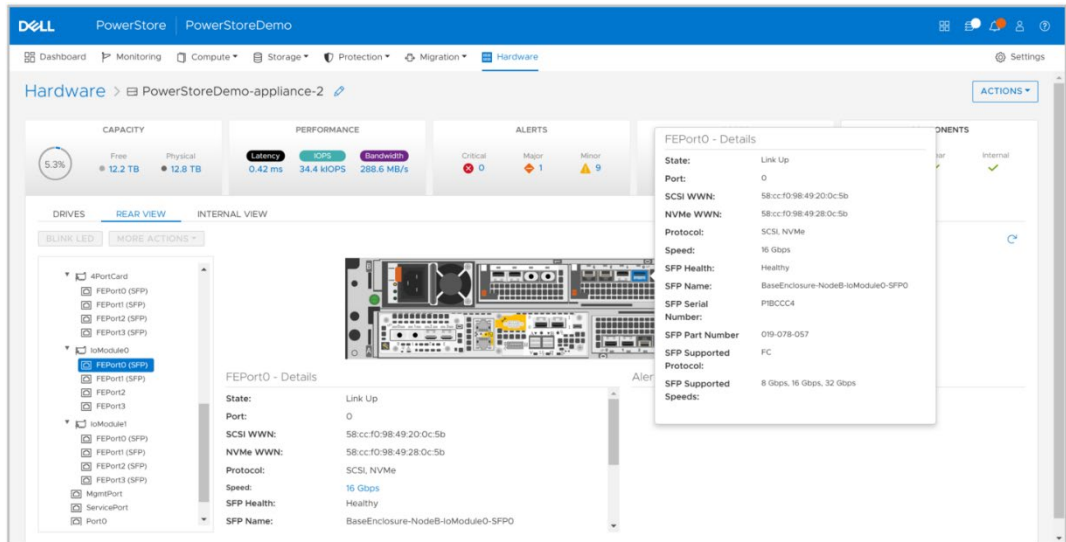 DELL PowerStore PowerStoreDemo
Dashboard Monitoring Compute Storage Protection Migration Hardware Settings
Hardware > PowerStoreDemo-appliance-2 ACTIONS
CAPACITY
5.3%
Free Physical
12.2 TB 12.8 TB
PERFORMANCE
Latency IOPS Bandwidth
0.42 ms 34.4 kIOPS 288.6 MB/s
ALERTS
Critical Major Minor
0 1 9
ONENTS
Internal
DRIVES REAR VIEW INTERNAL VIEW
BLINK LED MORE ACTIONS
4PortCard
FEPort0 (SFP)
FEPort1 (SFP)
FEPort2 (SFP)
FEPort3 (SFP)
IoModule0
FEPort0 (SFP)
FEPort1 (SFP)
FEPort2
FEPort3
IoModule1
FEPort0 (SFP)
FEPort1 (SFP)
FEPort2 (SFP)
FEPort3 (SFP)
MgmtPort
ServicePort
Port0
FEPort0 - Details
State: Link Up
Port: 0
SCSI WWN: 58:cc:f0:98:49:20:0c:5b
NVMe WWN: 58:cc:f0:98:49:28:0c:5b
Protocol: SCSI, NVMe
Speed: 16 Gbps
SFP Health: Healthy
SFP Name: BaseEnclosure-NodeB-IoModule0-SFP0
Aler
FEPort0 - Details
State: Link Up
Port: 0
SCSI WWN: 58:cc:f0:98:49:20:0c:5b
NVMe WWN: 58:cc:f0:98:49:28:0c:5b
Protocol: SCSI, NVMe
Speed: 16 Gbps
SFP Health: Healthy
SFP Name: BaseEnclosure-NodeB-IoModule0-SFP0
SFP Serial P1BCCC4
Number:
SFP Part Number 019-078-057
SFP Supported FC
Protocol:
SFP Supported 8 Gbps, 16 Gbps, 32 Gbps
Speeds: